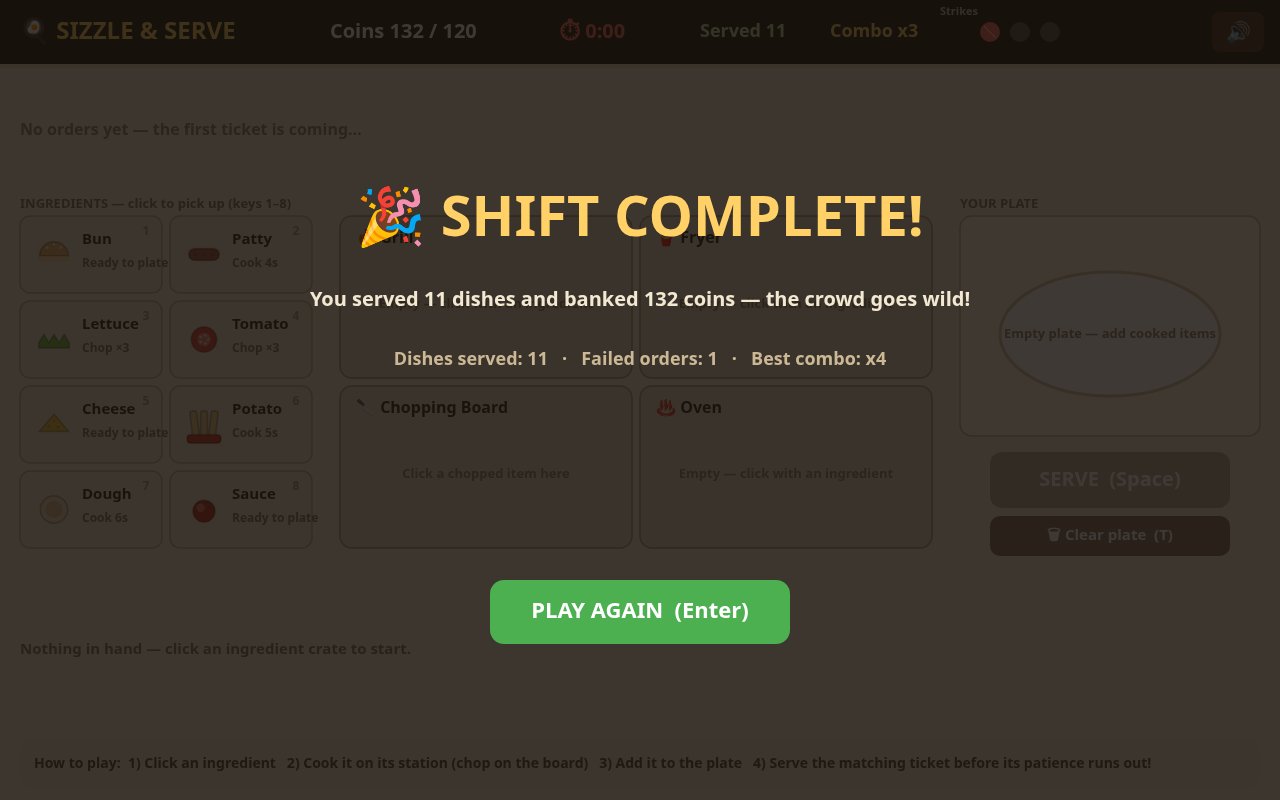 SIZZLE & SERVE
Coins 132 / 120
0:00
Served 11
Combo x3
Strikes
No orders yet — the first ticket is coming...
INGREDIENTS — click to pick up (keys 1–8)
YOUR PLATE
🎉 SHIFT COMPLETE!
Bun 1
Ready to plate
Patty 2
Cook 4s
Fryer
You served 11 dishes and banked 132 coins — the crowd goes wild!
Lettuce 3
Chop ×3
Tomato 4
Chop ×3
Empty plate — add cooked items
Dishes served: 11 · Failed orders: 1 · Best combo: x4
Cheese 5
Ready to plate
Potato 6
Cook 5s
Chopping Board
Click a chopped item here
Oven
Empty — click with an ingredient
SERVE (Space)
Dough 7
Cook 6s
Sauce 8
Ready to plate
Clear plate (T)
PLAY AGAIN (Enter)
Nothing in hand — click an ingredient crate to start.
How to play: 1) Click an ingredient 2) Cook it on its station (chop on the board) 3) Add it to the plate 4) Serve the matching ticket before its patience runs out!